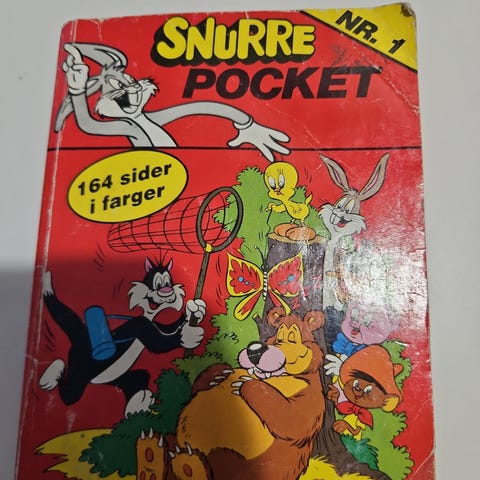 SNURRE
NR. 1
POCKET
164 sider
i farger